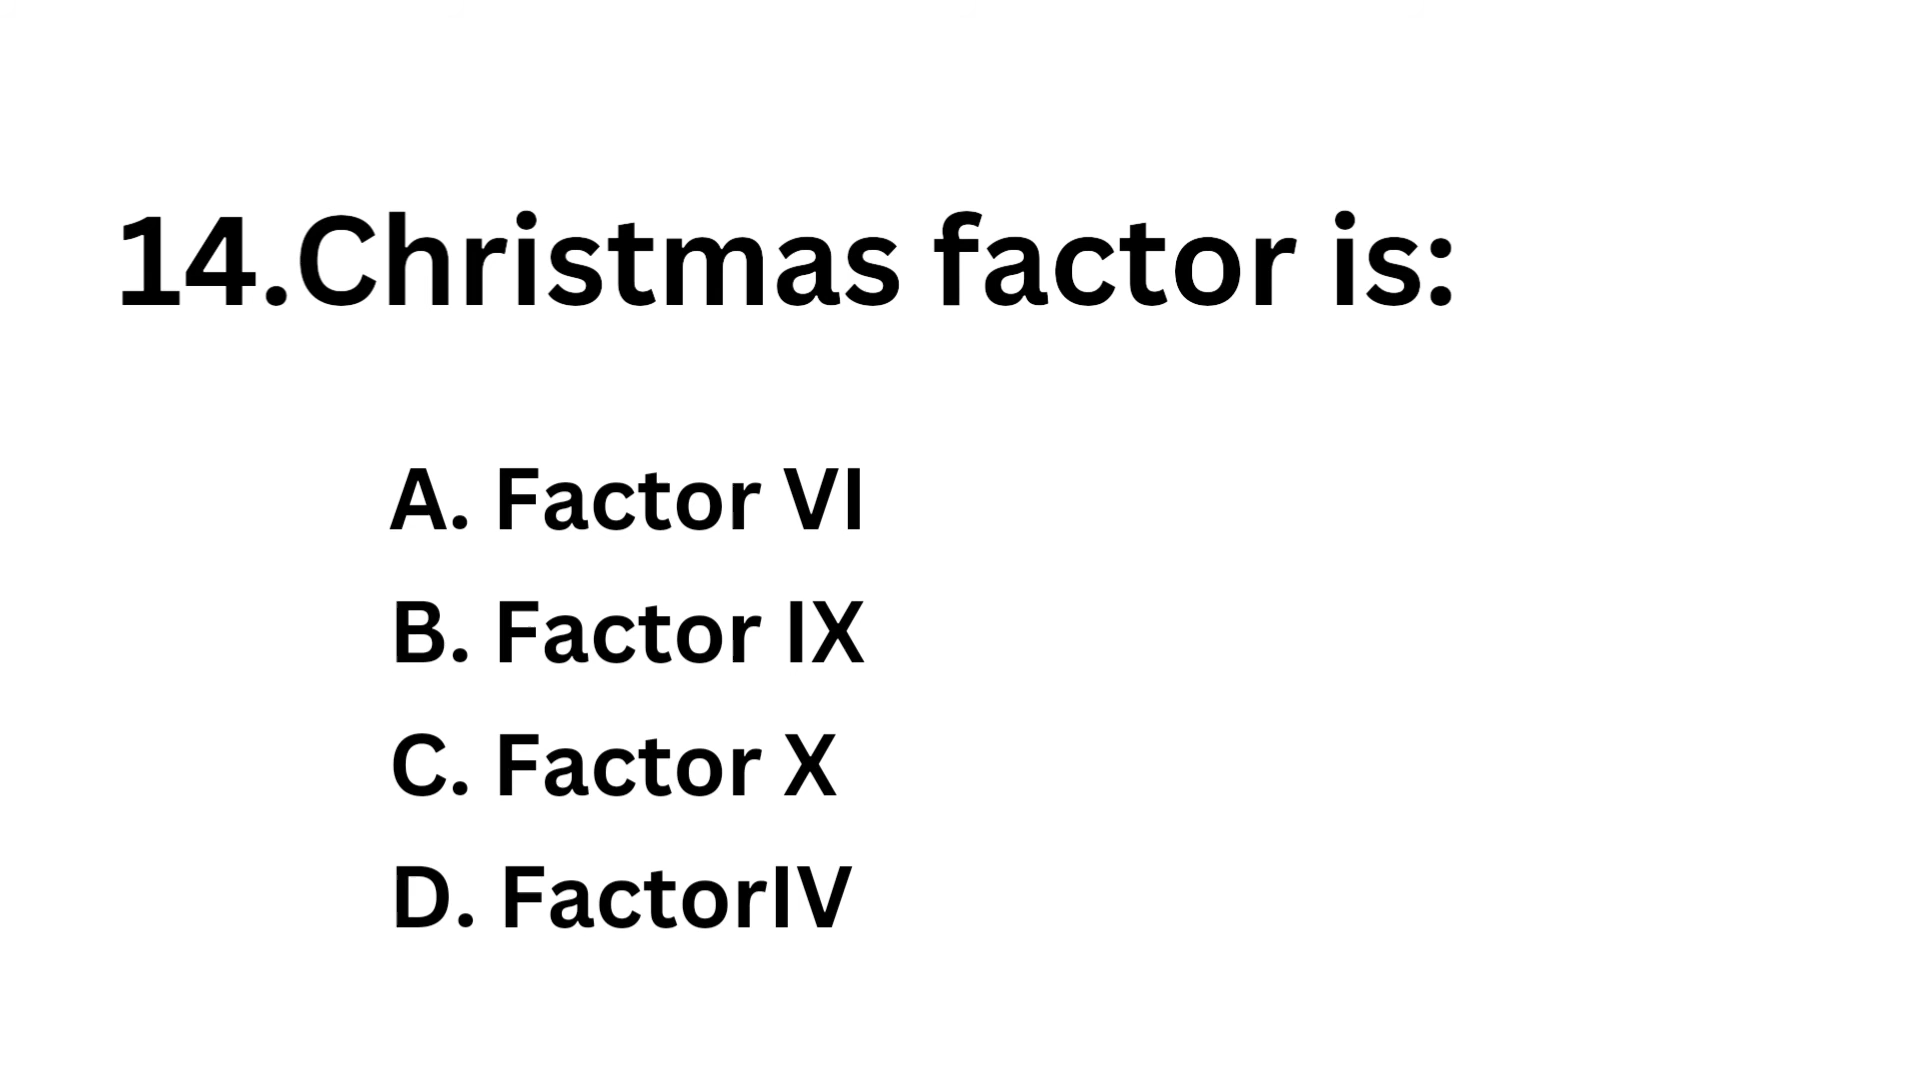 14.Christmas factor is:
A. Factor VI
B. Factor IX
C. Factor X
D. FactorIV